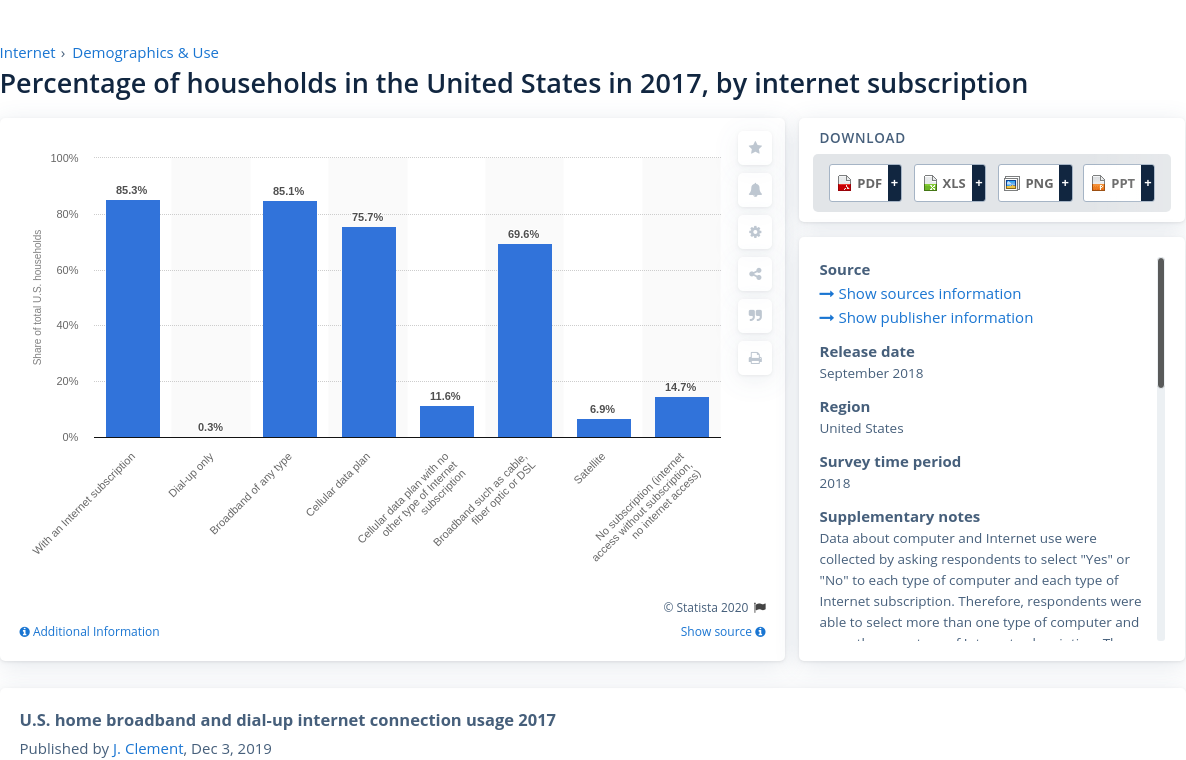 Internet › Demographics & Use
Percentage of households in the United States in 2017, by internet subscription
100%
80%
60%
40%
20%
0%
Share of total U.S. households
85.3%
0.3%
85.1%
75.7%
11.6%
69.6%
6.9%
14.7%
With an Internet subscription
Dial-up only
Broadband of any type
Cellular data plan
Cellular data plan with no
other type of Internet
subscription
Broadband such as cable,
fiber optic or DSL
Satellite
No subscription (internet
access without subscription,
no internet access)
© Statista 2020
Additional Information
Show source
DOWNLOAD
PDF +
XLS +
PNG +
PPT +
Source
Show sources information
Show publisher information
Release date
September 2018
Region
United States
Survey time period
2018
Supplementary notes
Data about computer and Internet use were
collected by asking respondents to select "Yes" or
"No" to each type of computer and each type of
Internet subscription. Therefore, respondents were
able to select more than one type of computer and
U.S. home broadband and dial-up internet connection usage 2017
Published by J. Clement, Dec 3, 2019